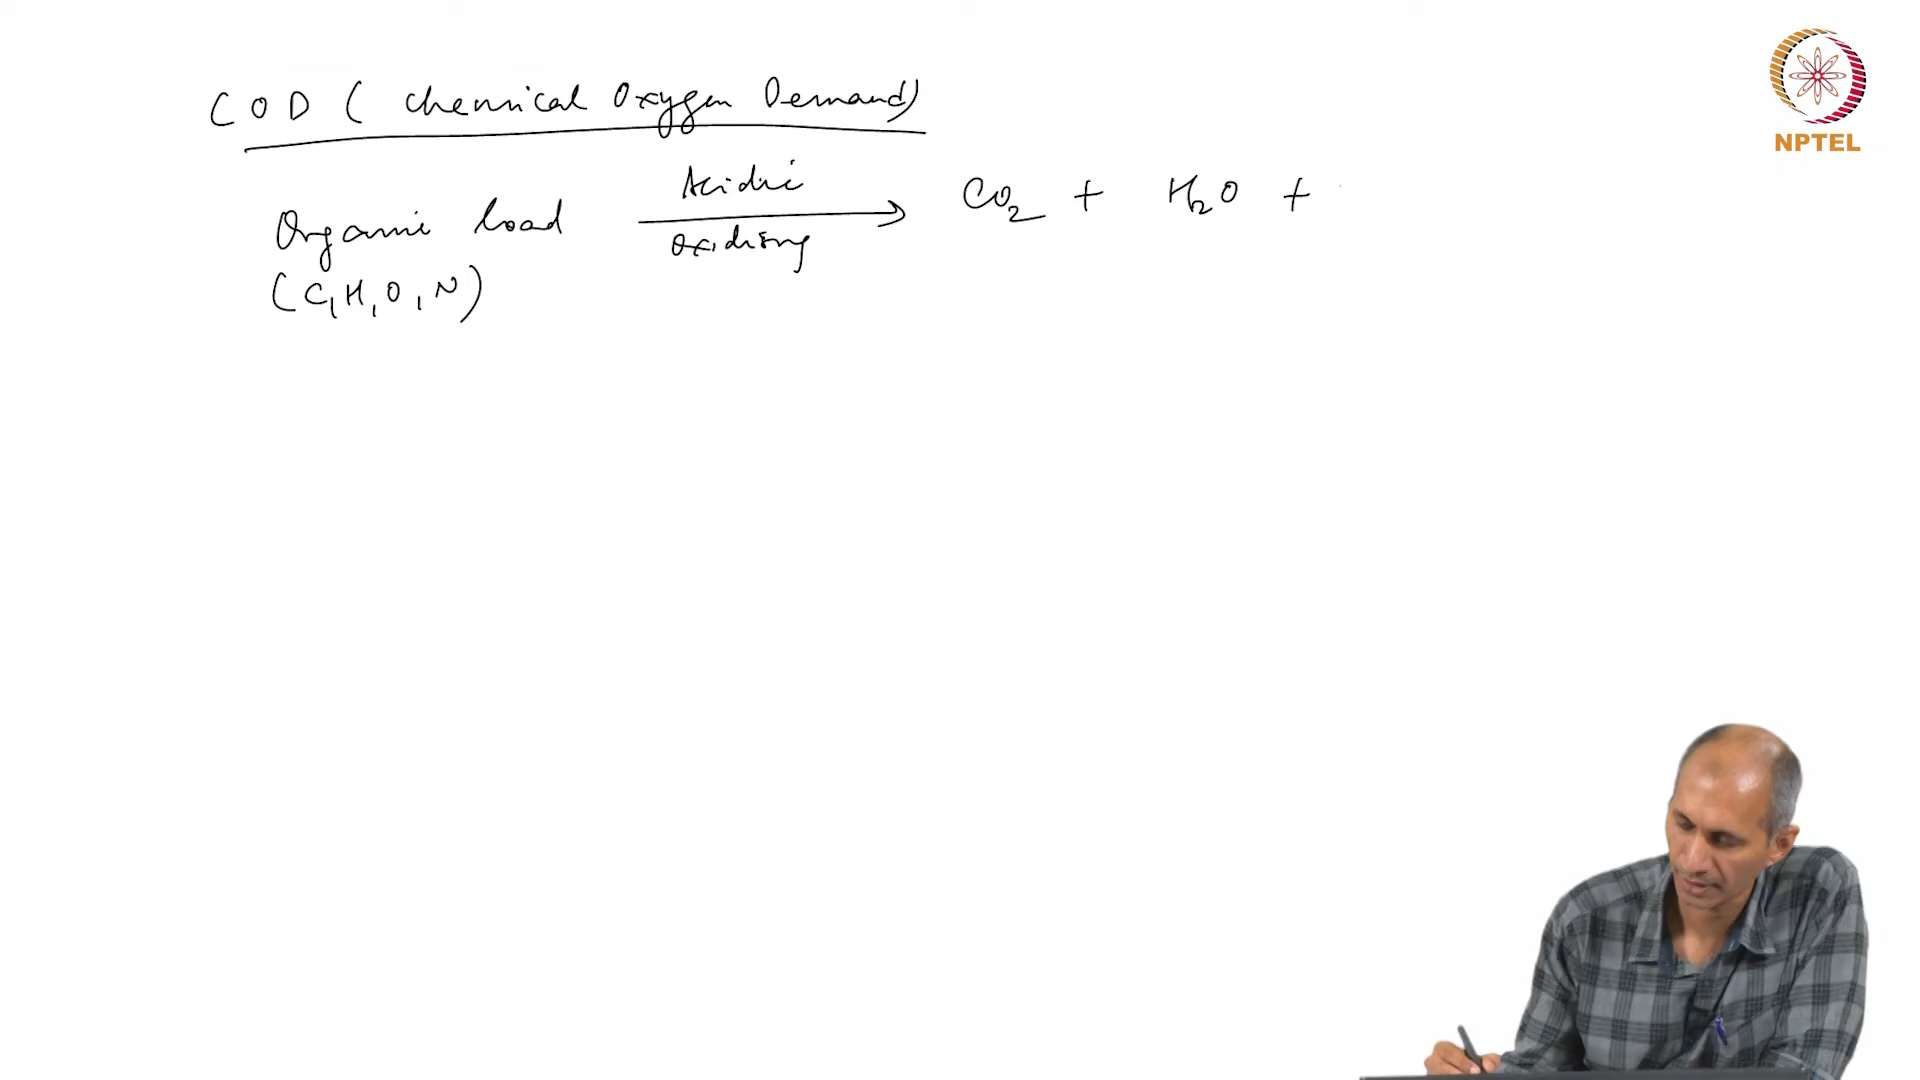 COD ( Chemical Oxygen Demand)
Organic load Acidic oxidising → CO₂ + H₂O +
(C, H, O, N)
NPTEL